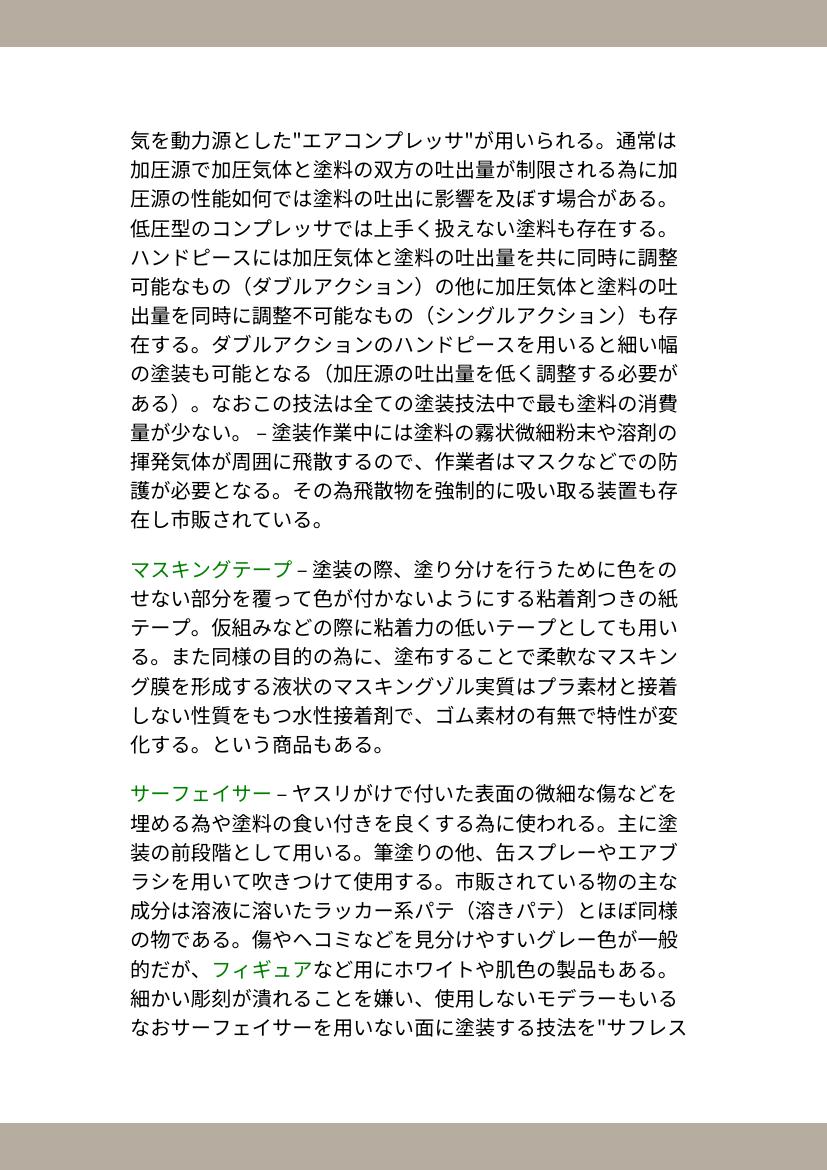 気を動力源とした"エアコンプレッサ"が用いられる。通常は
加圧源で加圧気体と塗料の双方の吐出量が制限される為に加
圧源の性能如何では塗料の吐出に影響を及ぼす場合がある。
低圧型のコンプレッサでは上手く扱えない塗料も存在する。
ハンドピースには加圧気体と塗料の吐出量を共に同時に調整
可能なもの（ダブルアクション）の他に加圧気体と塗料の吐
出量を同時に調整不可能なもの（シングルアクション）も存
在する。ダブルアクションのハンドピースを用いると細い幅
の塗装も可能となる（加圧源の吐出量を低く調整する必要が
ある）。なおこの技法は全ての塗装技法中で最も塗料の消費
量が少ない。 – 塗装作業中には塗料の霧状微細粉末や溶剤の
揮発気体が周囲に飛散するので、作業者はマスクなどでの防
護が必要となる。その為飛散物を強制的に吸い取る装置も存
在し市販されている。
マスキングテープ – 塗装の際、塗り分けを行うために色をの
せない部分を覆って色が付かないようにする粘着剤つきの紙
テープ。仮組みなどの際に粘着力の低いテープとしても用い
る。また同様の目的の為に、塗布することで柔軟なマスキン
グ膜を形成する液状のマスキングゾル実質はプラ素材と接着
しない性質をもつ水性接着剤で、ゴム素材の有無で特性が変
化する。という商品もある。
サーフェイサー – ヤスリがけで付いた表面の微細な傷などを
埋める為や塗料の食い付きを良くする為に使われる。主に塗
装の前段階として用いる。筆塗りの他、缶スプレーやエアブ
ラシを用いて吹きつけて使用する。市販されている物の主な
成分は溶液に溶いたラッカー系パテ（溶きパテ）とほぼ同様
の物である。傷やヘコミなどを見分けやすいグレー色が一般
的だが、フィギュアなど用にホワイトや肌色の製品もある。
細かい彫刻が潰れることを嫌い、使用しないモデラーもいる
なおサーフェイサーを用いない面に塗装する技法を"サフレス